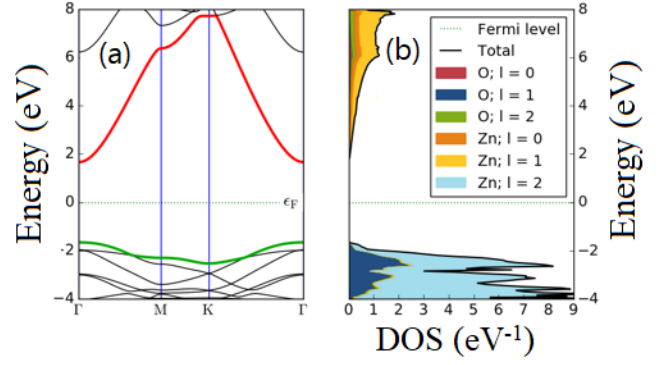 (a)
Energy (eV)
8
6
4
2
0
-2
−4
εF
Γ
M
K
Γ
(b)
Fermi level
Total
O; l = 0
O; l = 1
O; l = 2
Zn; l = 0
Zn; l = 1
Zn; l = 2
8
6
4
2
0
-2
−4
Energy (eV)
0 1 2 3 4 5 6 7 8 9
DOS (eV-1)